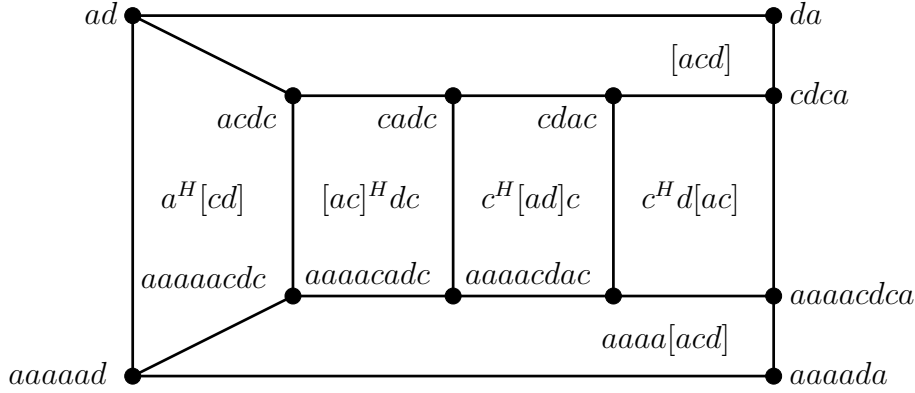 ad da
[acd]
cdca
acdc cadc cdac
a^H[cd] [ac]^H dc c^H[ad]c c^H d[ac]
aaaaacdc aaaacadc aaaacdac
aaaacdca
aaaa[acd]
aaaaad aaaada